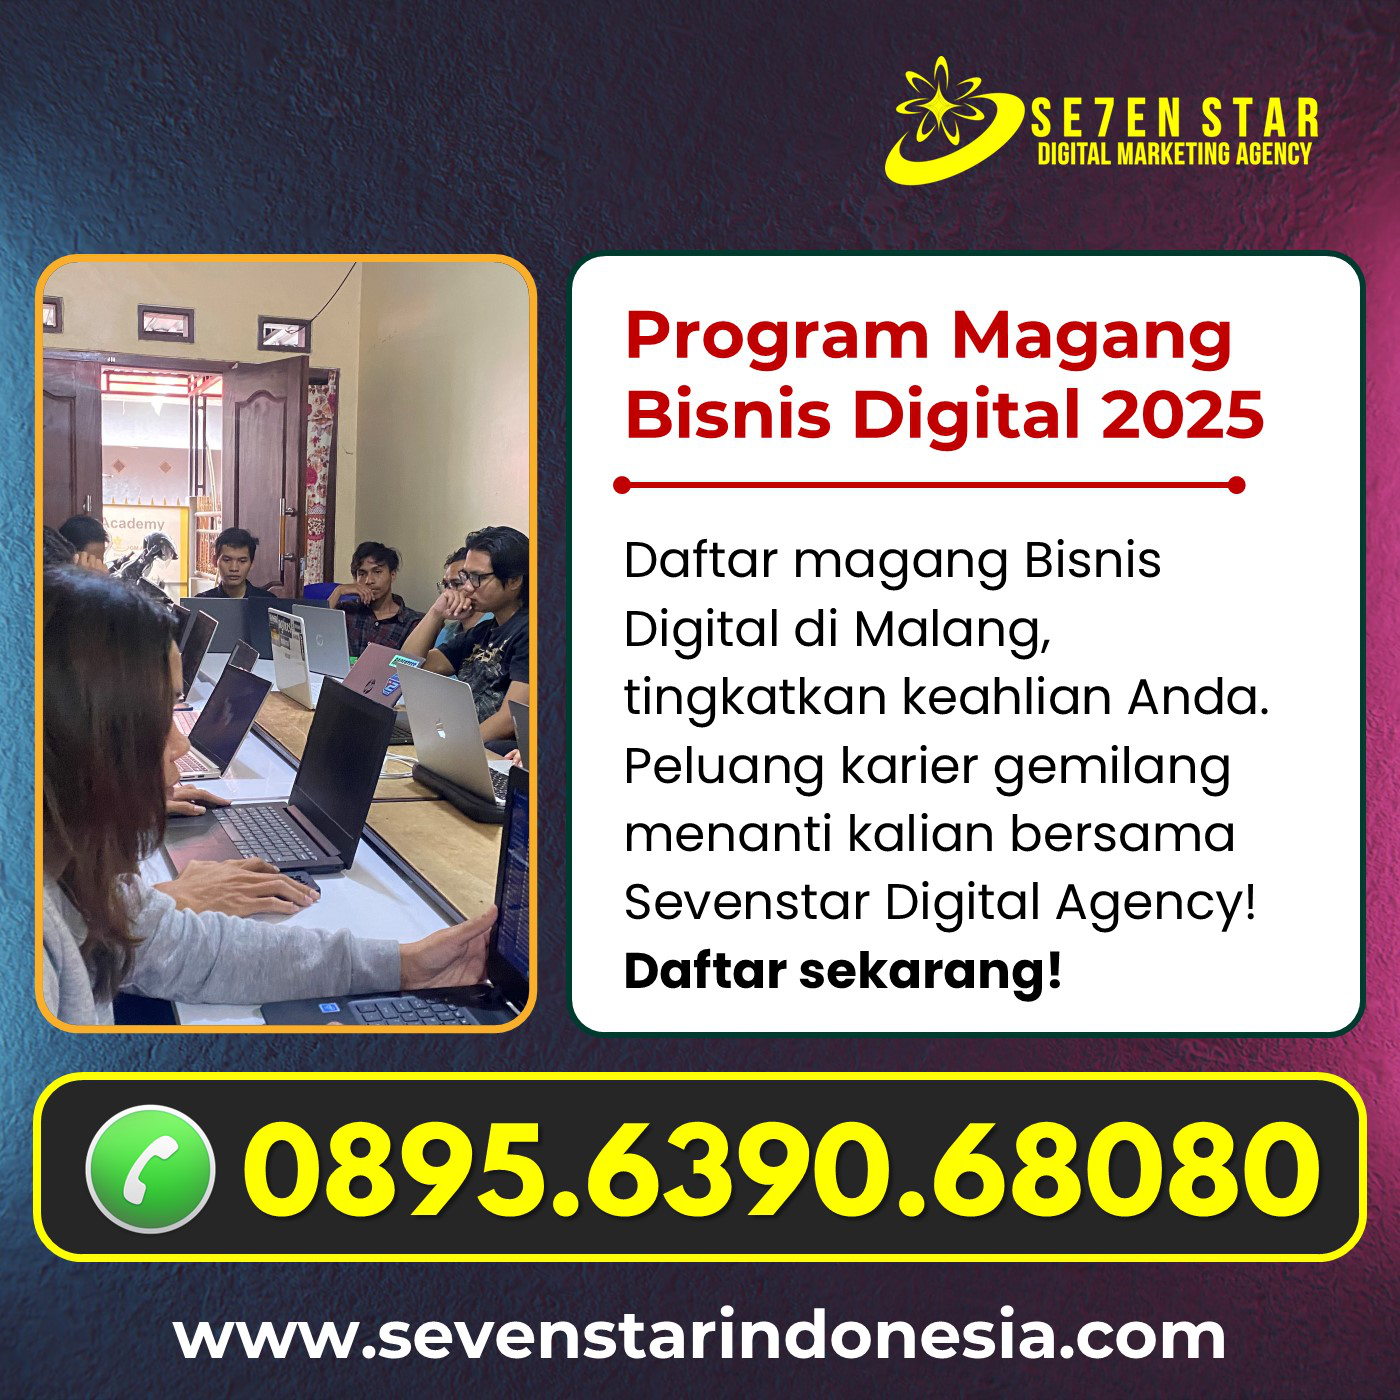 SE7EN STAR
DIGITAL MARKETING AGENCY
Academy
Program Magang
Bisnis Digital 2025
Daftar magang Bisnis
Digital di Malang,
tingkatkan keahlian Anda.
Peluang karier gemilang
menanti kalian bersama
Sevenstar Digital Agency!
Daftar sekarang!
0895.6390.68080
www.sevenstarindonesia.com